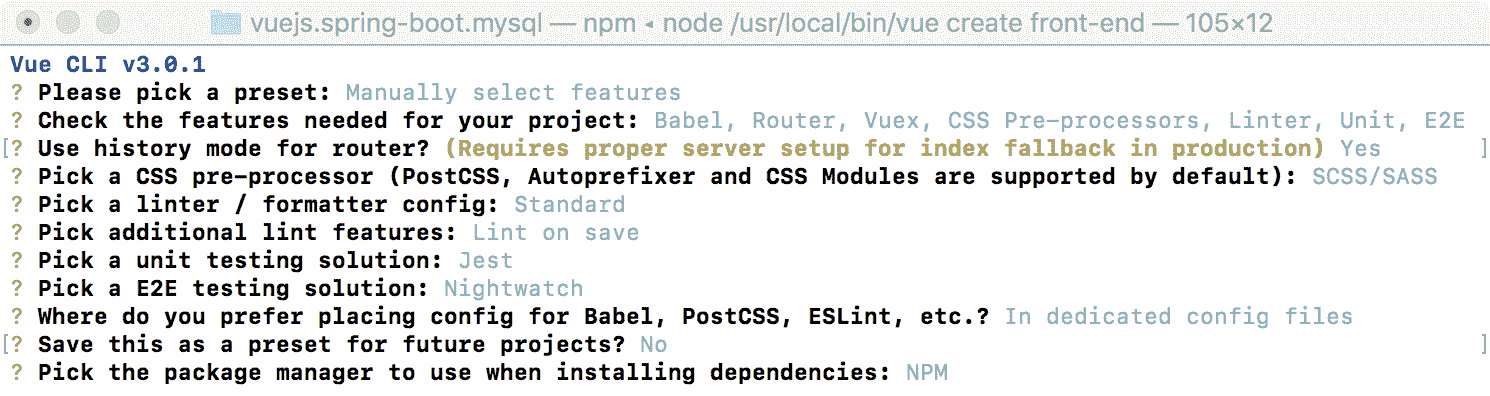 vuejs.spring-boot.mysql — npm ◂ node /usr/local/bin/vue create front-end — 105×12
Vue CLI v3.0.1
? Please pick a preset: Manually select features
? Check the features needed for your project: Babel, Router, Vuex, CSS Pre-processors, Linter, Unit, E2E
[? Use history mode for router? (Requires proper server setup for index fallback in production) Yes ]
? Pick a CSS pre-processor (PostCSS, Autoprefixer and CSS Modules are supported by default): SCSS/SASS
? Pick a linter / formatter config: Standard
? Pick additional lint features: Lint on save
? Pick a unit testing solution: Jest
? Pick a E2E testing solution: Nightwatch
? Where do you prefer placing config for Babel, PostCSS, ESLint, etc.? In dedicated config files
[? Save this as a preset for future projects? No ]
? Pick the package manager to use when installing dependencies: NPM